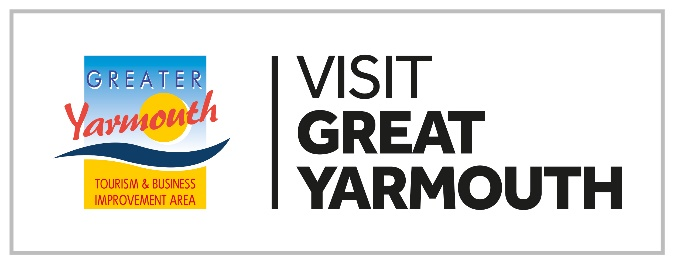 GREATER
Yarmouth
TOURISM & BUSINESS
IMPROVEMENT AREA
VISIT
GREAT
YARMOUTH